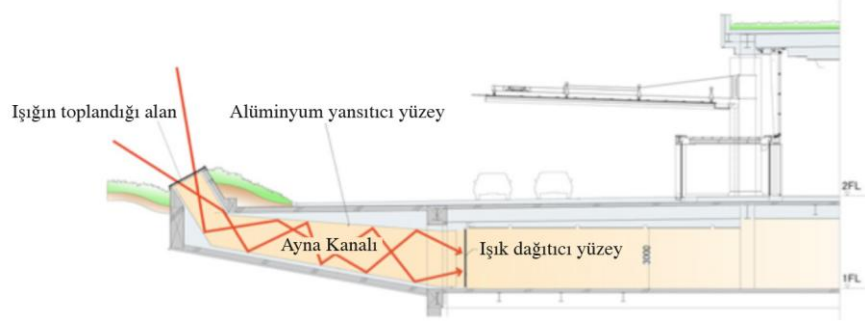 Işığın toplandığı alan
Alüminyum yansıtıcı yüzey
2FL
Ayna Kanalı
Işık dağıtıcı yüzey
3000
1FL